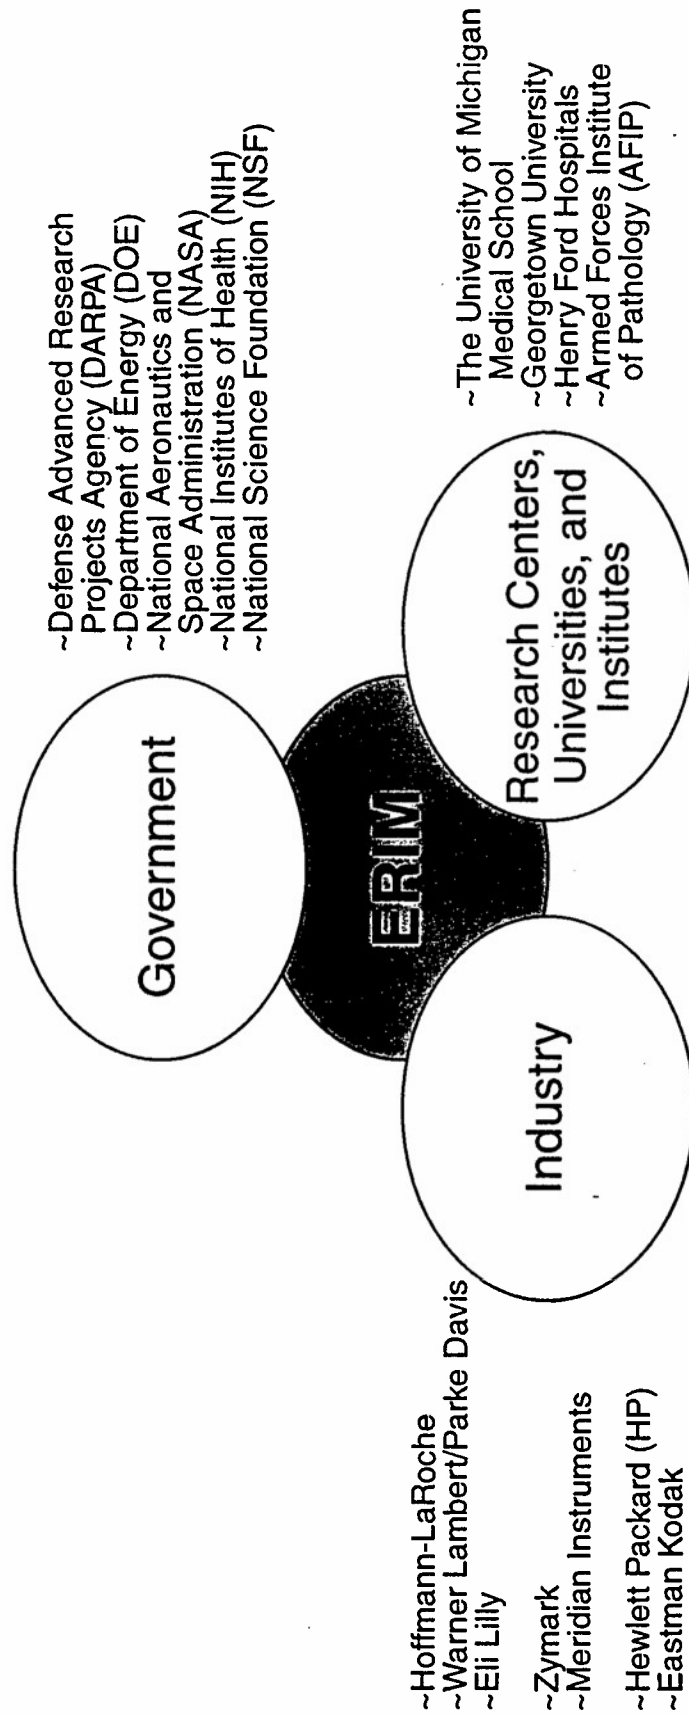 Government
~Defense Advanced Research
Projects Agency (DARPA)
~Department of Energy (DOE)
~National Aeronautics and
Space Administration (NASA)
~National Institutes of Health (NIH)
~National Science Foundation (NSF)
ERIM
~Hoffmann-LaRoche
~Warner Lambert/Parke Davis
~Eli Lilly
~Zymark
~Meridian Instruments
~Hewlett Packard (HP)
~Eastman Kodak
Industry
Research Centers,
Universities, and
Institutes
~The University of Michigan
Medical School
~Georgetown University
~Henry Ford Hospitals
~Armed Forces Institute
of Pathology (AFIP)